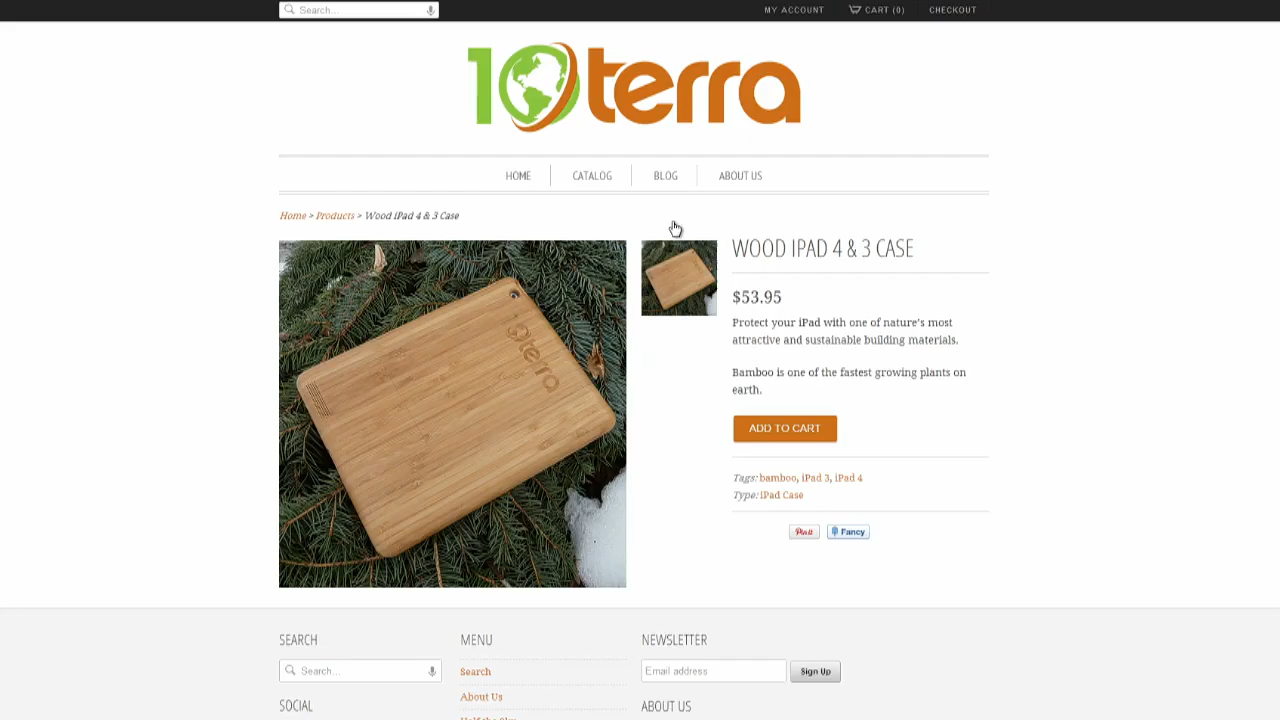 Search...
MY ACCOUNT
CART (0)
CHECKOUT
10terra
HOME
CATALOG
BLOG
ABOUT US
Home > Products > Wood iPad 4 & 3 Case
10terra
WOOD IPAD 4 & 3 CASE
$53.95
Protect your iPad with one of nature's most
attractive and sustainable building materials.
Bamboo is one of the fastest growing plants on
earth.
ADD TO CART
Tags: bamboo, iPad 3, iPad 4
Type: iPad Case
Pin it
Fancy
SEARCH
Search...
SOCIAL
MENU
Search
About Us
Half the Sky
NEWSLETTER
Email address
Sign Up
ABOUT US